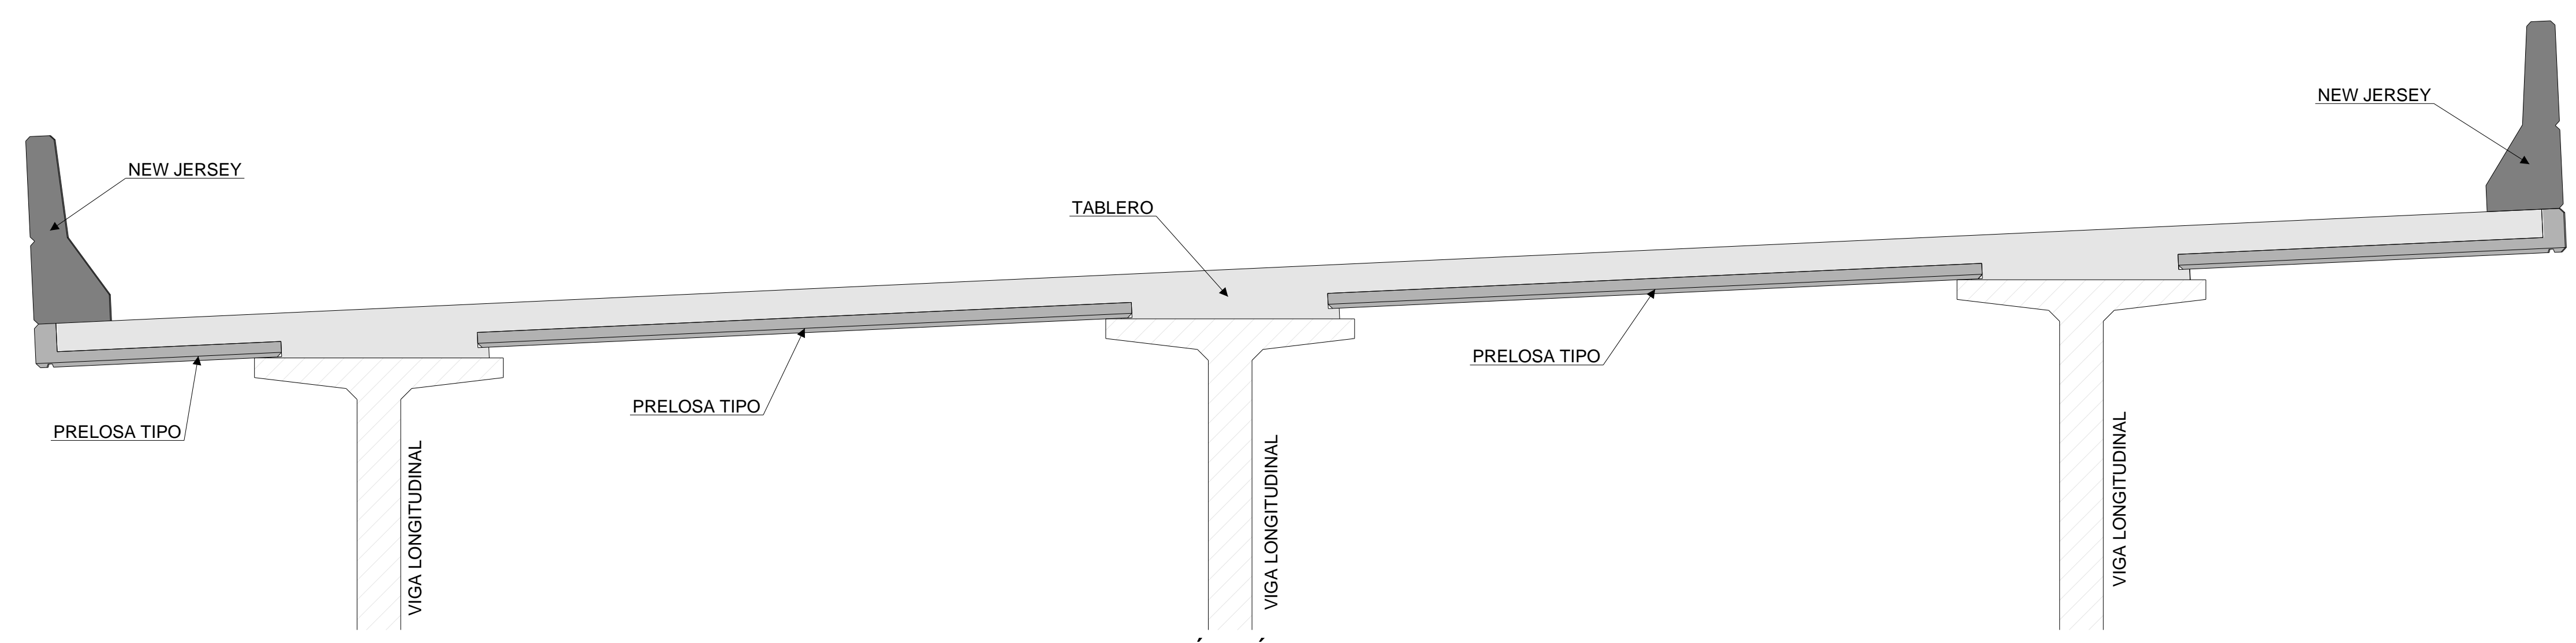 NEW JERSEY
NEW JERSEY
TABLERO
PRELOSA TIPO
PRELOSA TIPO
PRELOSA TIPO
VIGA LONGITUDINAL
VIGA LONGITUDINAL
VIGA LONGITUDINAL